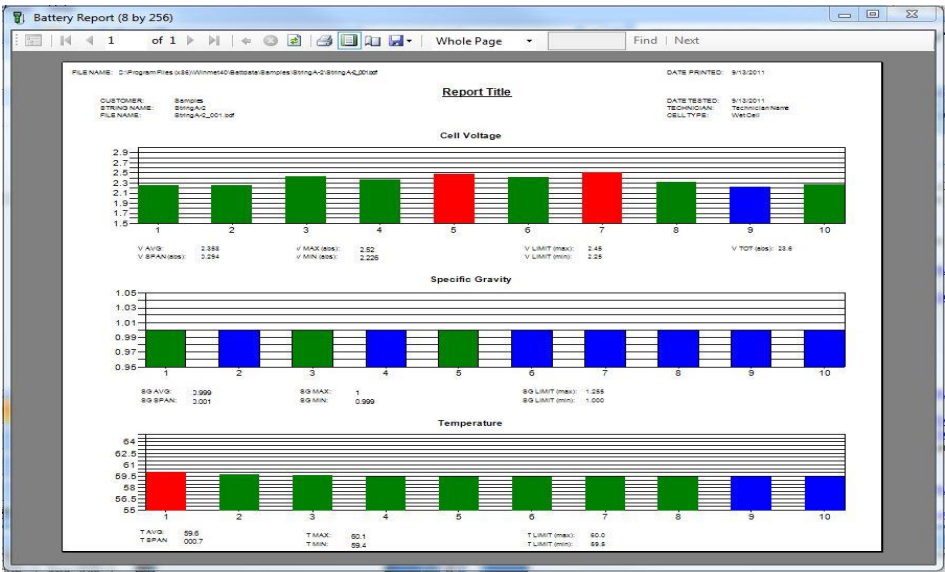 Battery Report (8 by 256)
1 of 1 Whole Page Find | Next
FILE NAME: C:\Program Files (x86)\Winmet40\Battdata\Samples\StringA-2\StringA-2_001.bdf DATE PRINTED: 9/13/2011
Report Title
CUSTOMER: Samples DATE TESTED: 9/13/2011
STRING NAME: StringA-2 TECHNICIAN: Technician Name
FILE NAME: StringA-2_001.bdf CELL TYPE: Wet Cell
Cell Voltage
2.9
2.7
2.5
2.3
2.1
1.9
1.7
1.5
1 2 3 4 5 6 7 8 9 10
V AVG: 2.358 V MAX (abs): 2.52 V LIMIT (max): 2.45 V TOT (abs): 23.6
V SPAN (abs): 0.294 V MIN (abs): 2.226 V LIMIT (min): 2.25
Specific Gravity
1.05
1.03
1.01
0.99
0.97
0.95
1 2 3 4 5 6 7 8 9 10
SG AVG: 0.999 SG MAX: 1 SG LIMIT (max): 1.255
SG SPAN: 0.001 SG MIN: 0.999 SG LIMIT (min): 1.000
Temperature
64
62.5
61
59.5
58
56.5
55
1 2 3 4 5 6 7 8 9 10
T AVG: 59.6 T MAX: 60.1 T LIMIT (max): 60.0
T SPAN 000.7 T MIN: 59.4 T LIMIT (min): 59.5